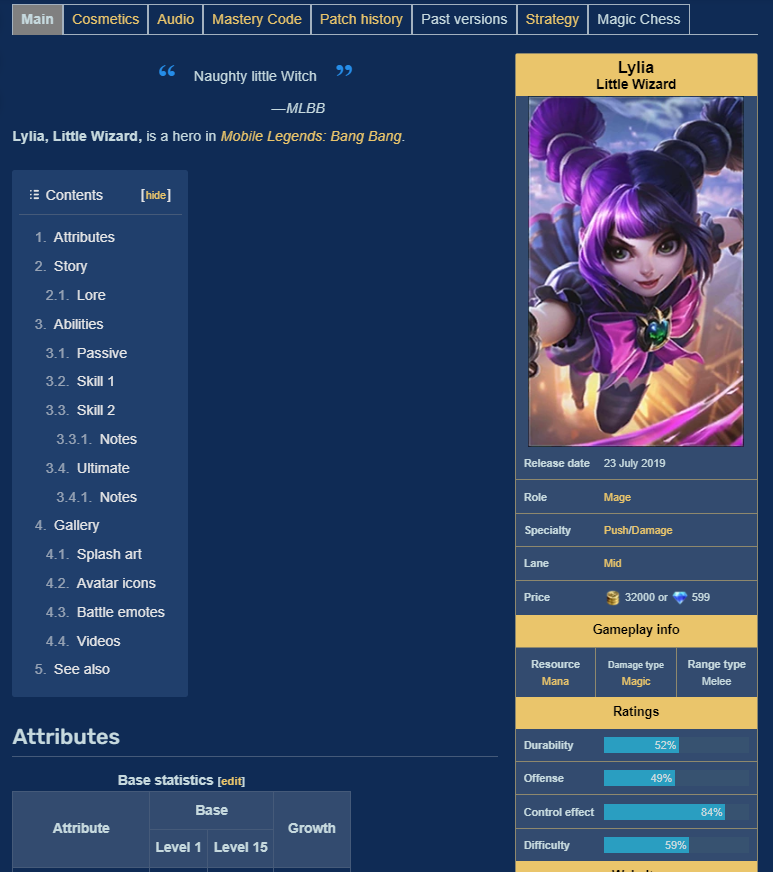 Main Cosmetics Audio Mastery Code Patch history Past versions Strategy Magic Chess
“ Naughty little Witch ”
—MLBB
Lylia, Little Wizard, is a hero in Mobile Legends: Bang Bang.
Contents [hide]
1. Attributes
2. Story
2.1. Lore
3. Abilities
3.1. Passive
3.2. Skill 1
3.3. Skill 2
3.3.1. Notes
3.4. Ultimate
3.4.1. Notes
4. Gallery
4.1. Splash art
4.2. Avatar icons
4.3. Battle emotes
4.4. Videos
5. See also
Attributes
Base statistics [edit]
Attribute Base Growth
Level 1 Level 15
Lylia
Little Wizard
Release date 23 July 2019
Role Mage
Specialty Push/Damage
Lane Mid
Price 32000 or 599
Gameplay info
Resource Damage type Range type
Mana Magic Melee
Ratings
Durability 52%
Offense 49%
Control effect 84%
Difficulty 59%